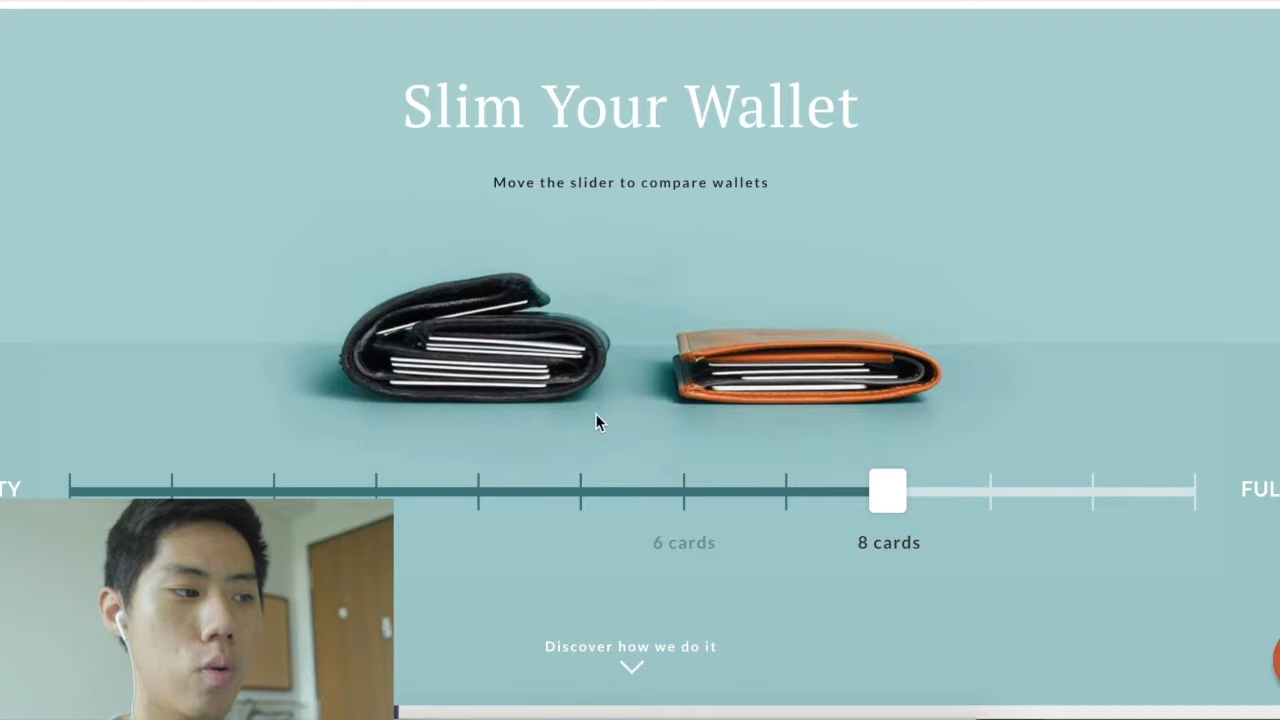 Slim Your Wallet
Move the slider to compare wallets
TY
FUL
6 cards
8 cards
Discover how we do it